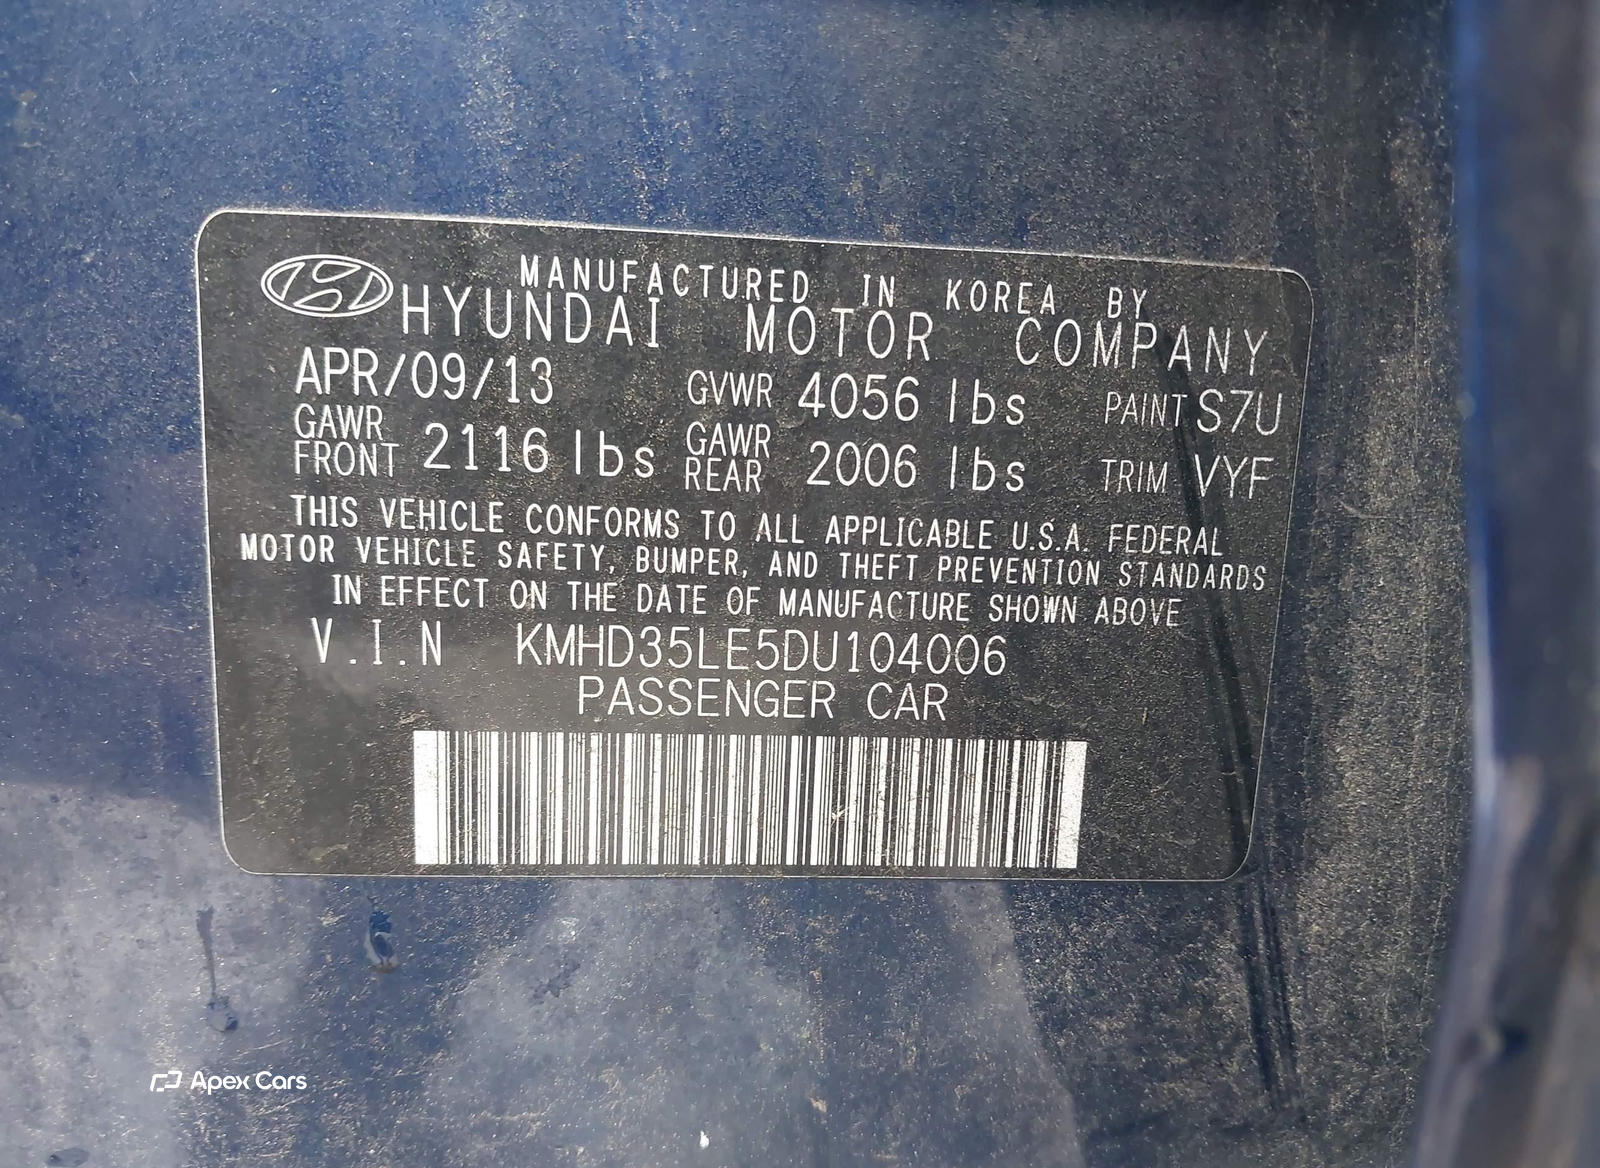 MANUFACTURED IN KOREA BY
HYUNDAI MOTOR COMPANY
APR/09/13 GVWR 4056 lbs PAINT S7U
GAWR FRONT 2116 lbs GAWR REAR 2006 lbs TRIM VYF
THIS VEHICLE CONFORMS TO ALL APPLICABLE U.S.A. FEDERAL
MOTOR VEHICLE SAFETY, BUMPER, AND THEFT PREVENTION STANDARDS
IN EFFECT ON THE DATE OF MANUFACTURE SHOWN ABOVE
V.I.N KMHD35LE5DU104006
PASSENGER CAR
Apex Cars